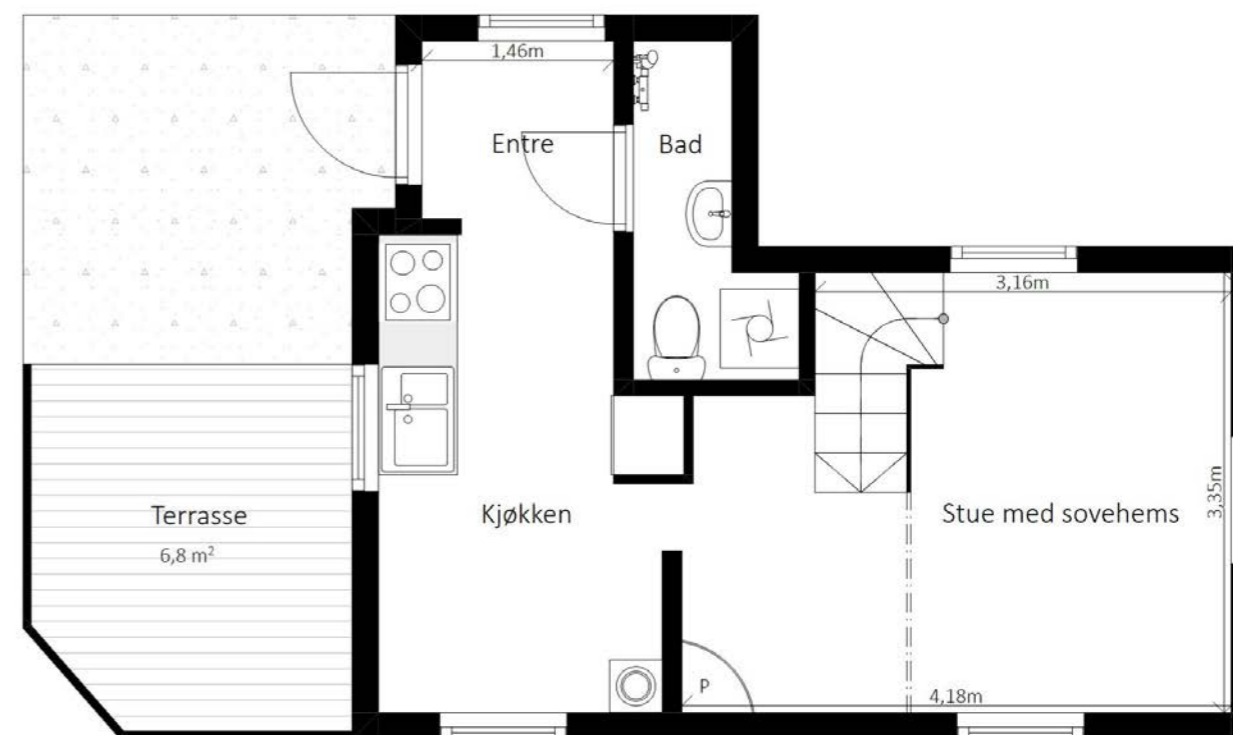 1,46m
Entre
Bad
3,16m
Terrasse
6,8 m²
Kjøkken
Stue med sovehems
3,35m
P
4,18m